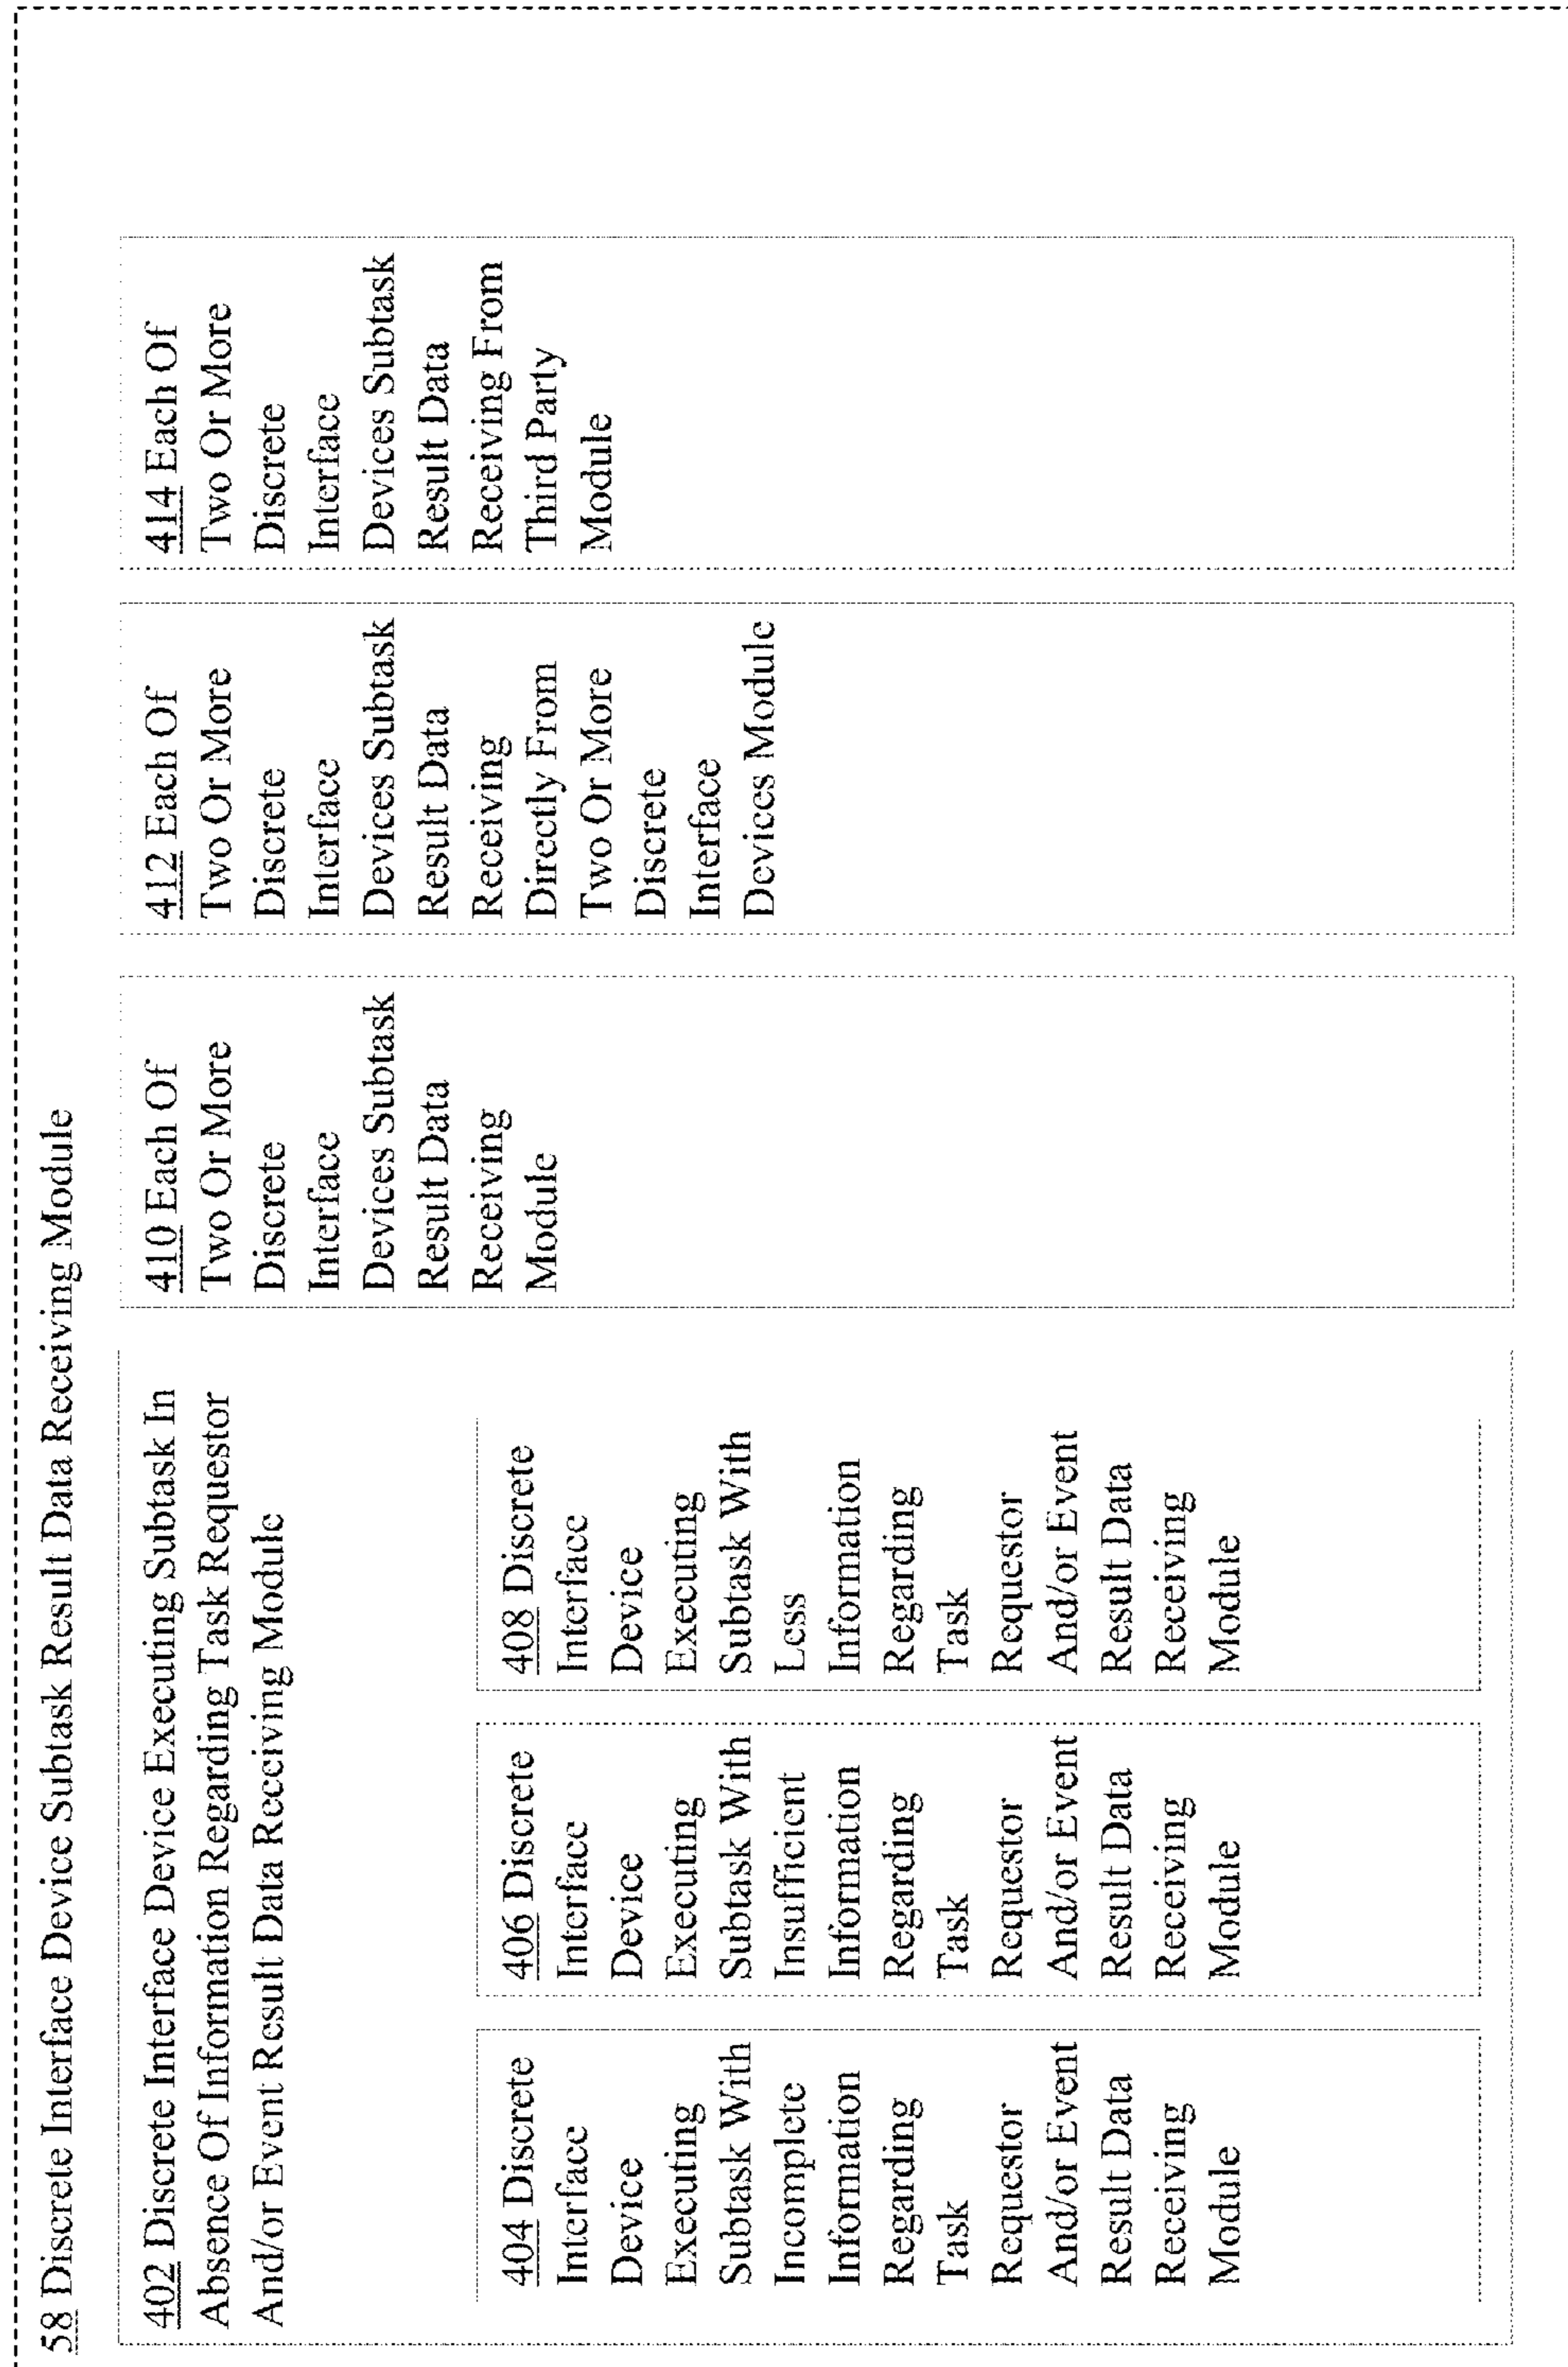 58 Discrete Interface Device Subtask Result Data Receiving Module
402 Discrete Interface Device Executing Subtask In
Absence Of Information Regarding Task Requestor
And/or Event Result Data Receiving Module
404 Discrete
Interface
Device
Executing
Subtask With
Incomplete
Information
Regarding
Task
Requestor
And/or Event
Result Data
Receiving
Module
406 Discrete
Interface
Device
Executing
Subtask With
Insufficient
Information
Regarding
Task
Requestor
And/or Event
Result Data
Receiving
Module
408 Discrete
Interface
Device
Executing
Subtask With
Less
Information
Regarding
Task
Requestor
And/or Event
Result Data
Receiving
Module
410 Each Of
Two Or More
Discrete
Interface
Devices Subtask
Result Data
Receiving
Module
412 Each Of
Two Or More
Discrete
Interface
Devices Subtask
Result Data
Receiving
Directly From
Two Or More
Discrete
Interface
Devices Module
414 Each Of
Two Or More
Discrete
Interface
Devices Subtask
Result Data
Receiving From
Third Party
Module